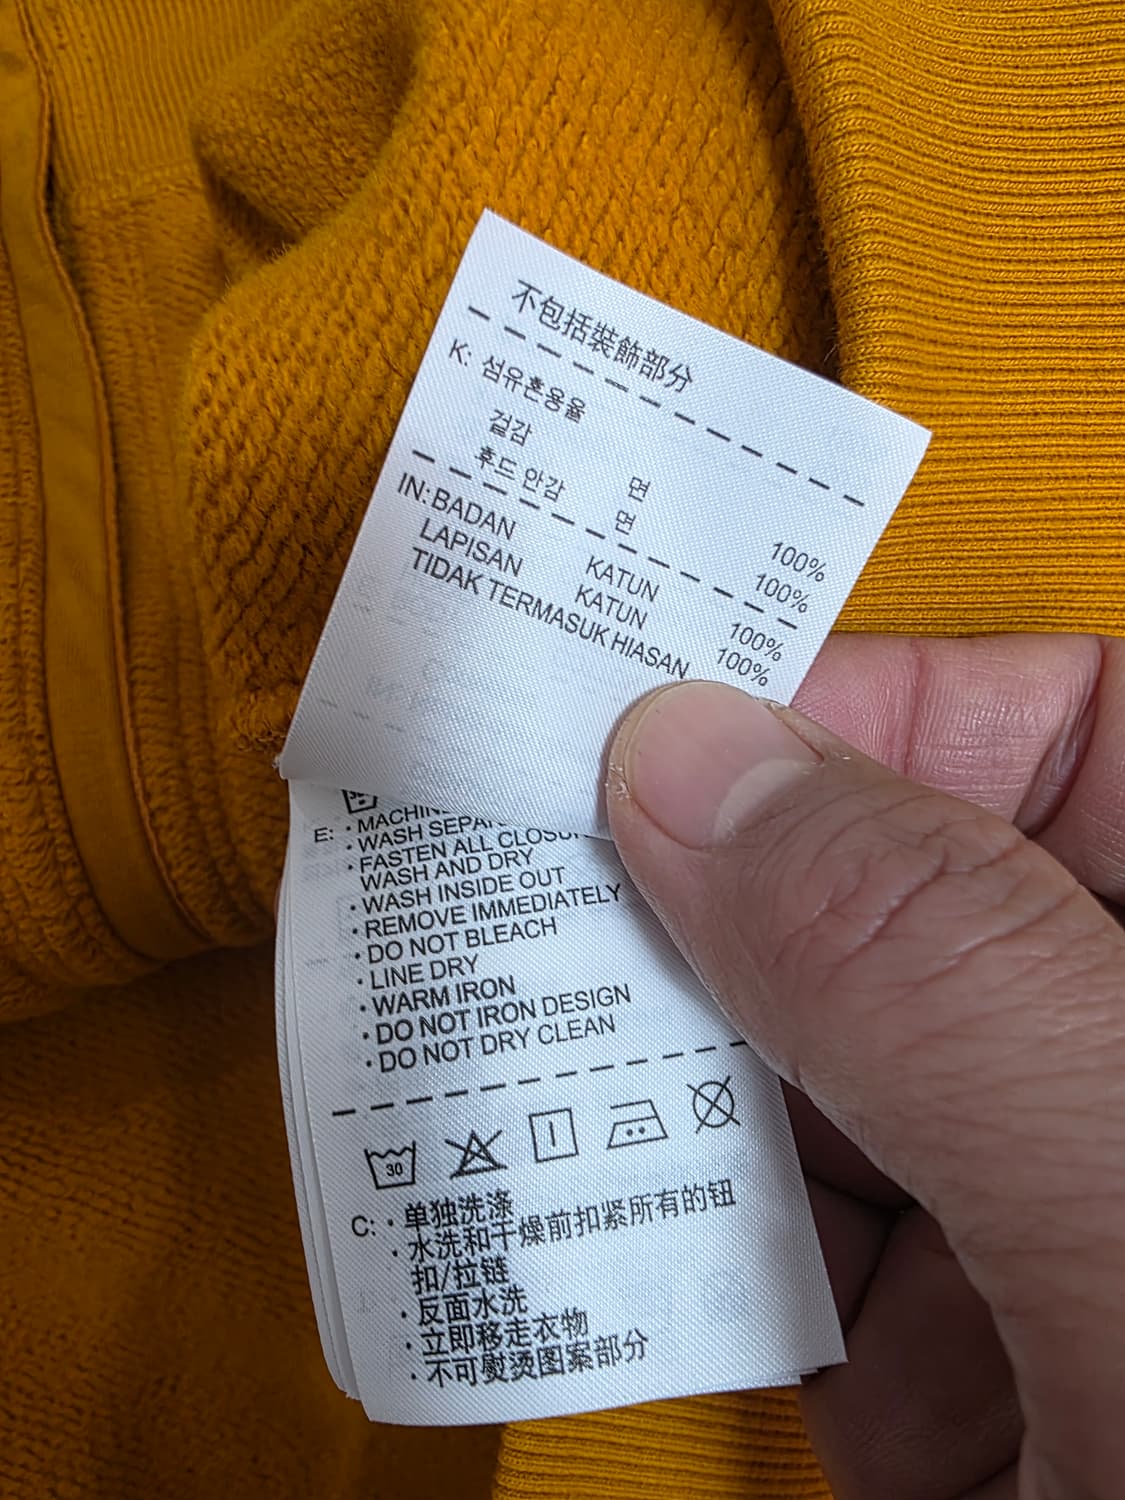 不包括裝飾部分
K: 섬유혼용율
겉감 면 100%
후드 안감 면 100%
IN: BADAN KATUN 100%
LAPISAN KATUN 100%
TIDAK TERMASUK HIASAN
E: · MACHIN
· WASH SEPAR
· FASTEN ALL CLOSU
WASH AND DRY
· WASH INSIDE OUT
· REMOVE IMMEDIATELY
· DO NOT BLEACH
· LINE DRY
· WARM IRON
· DO NOT IRON DESIGN
· DO NOT DRY CLEAN
30
C: · 单独洗涤
· 水洗和干燥前扣紧所有的钮
扣/拉链
· 反面水洗
· 立即移走衣物
· 不可熨烫图案部分